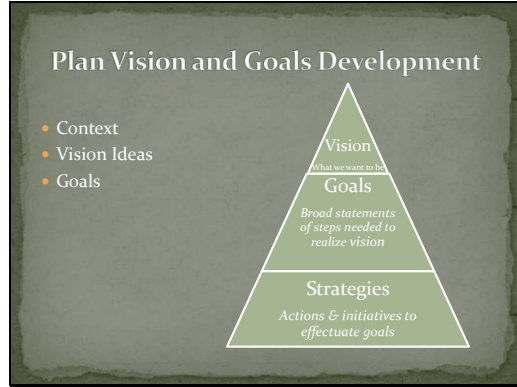 Plan Vision and Goals Development
• Context
• Vision Ideas
• Goals
Vision
What we want to be
Goals
Broad statements
of steps needed to
realize vision
Strategies
Actions & initiatives to
effectuate goals